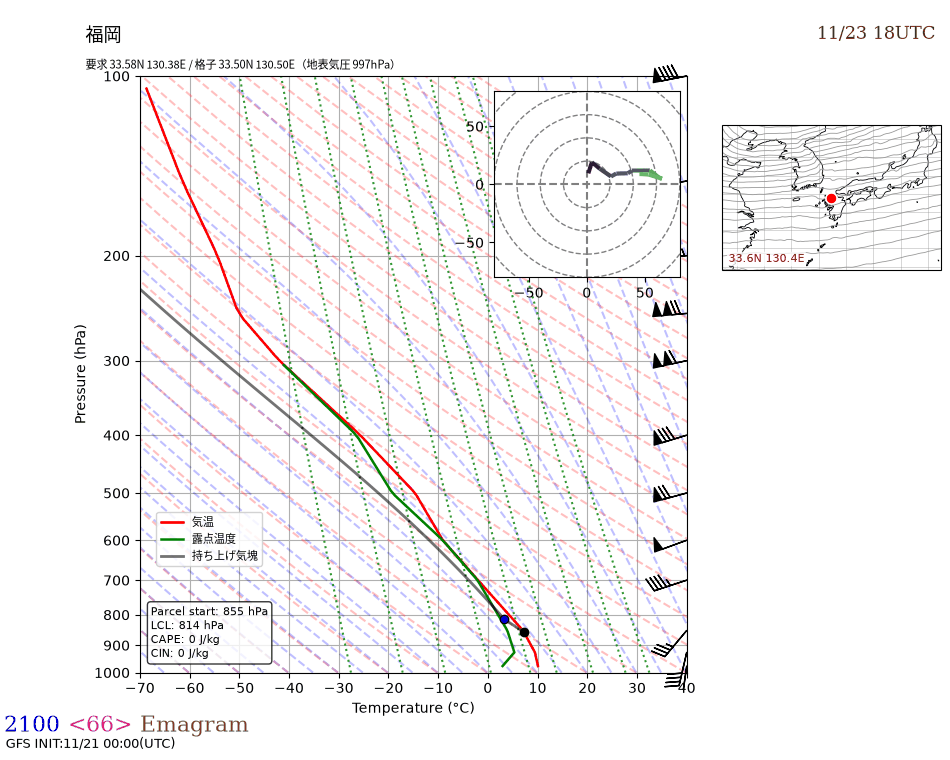 福岡
11/23 18UTC
要求 33.58N 130.38E / 格子 33.50N 130.50E（地表気圧 997hPa）
100
200
300
400
500
600
700
800
900
1000
Pressure (hPa)
50
0
−50
−50 0 50
33.6N 130.4E
気温
露点温度
持ち上げ気塊
Parcel start: 855 hPa
LCL: 814 hPa
CAPE: 0 J/kg
CIN: 0 J/kg
−70 −60 −50 −40 −30 −20 −10 0 10 20 30 40
Temperature (°C)
2100 <66> Emagram
GFS INIT:11/21 00:00(UTC)